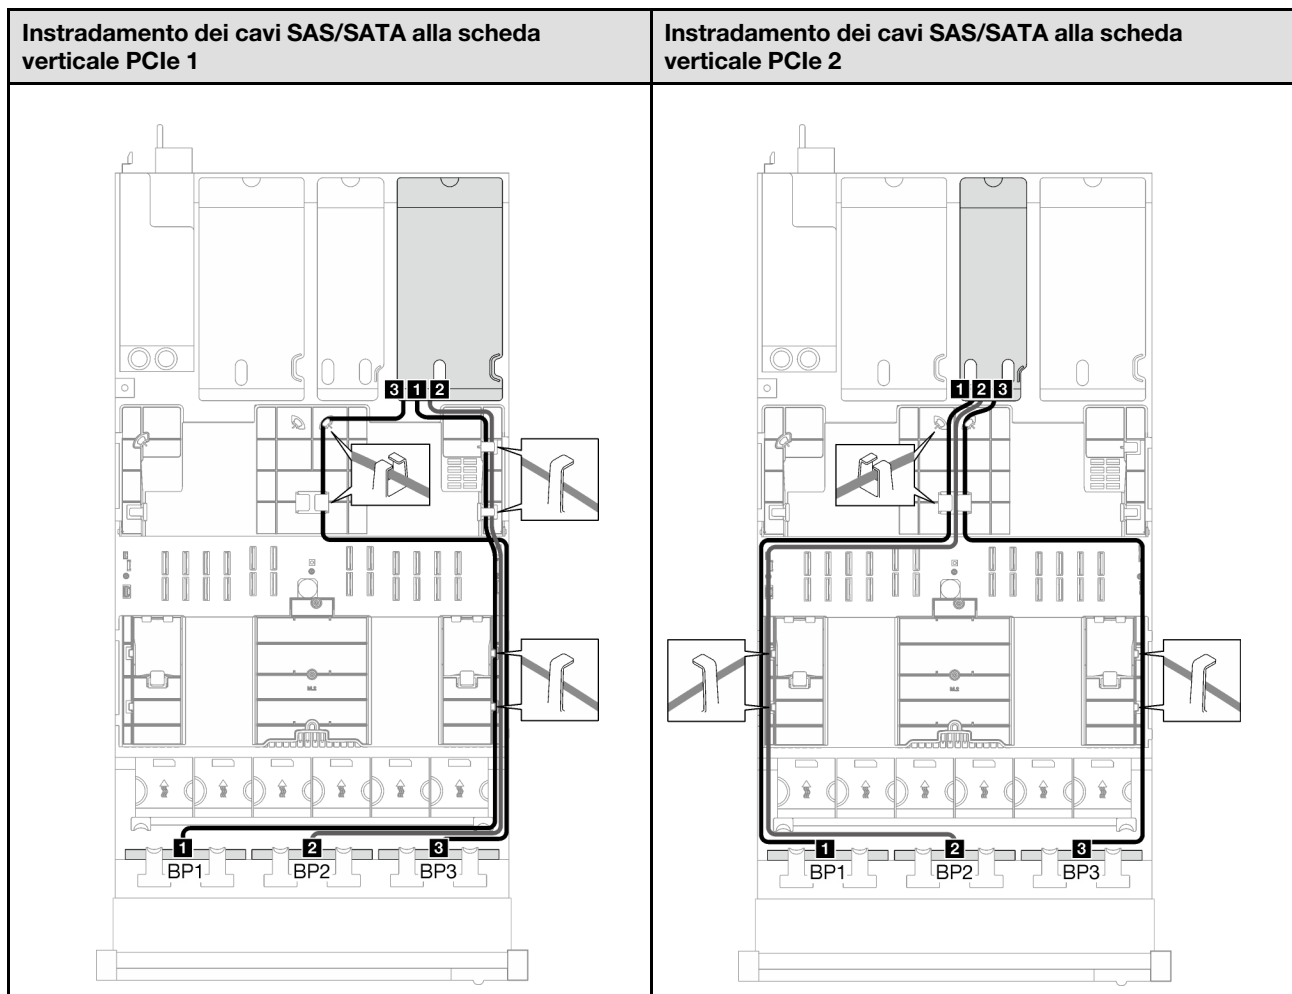 Instradamento dei cavi SAS/SATA alla scheda
verticale PCIe 1
Instradamento dei cavi SAS/SATA alla scheda
verticale PCIe 2
3 1 2
M.2
1 2 3
BP1 BP2 BP3
1 2 3
M.2
1 2 3
BP1 BP2 BP3